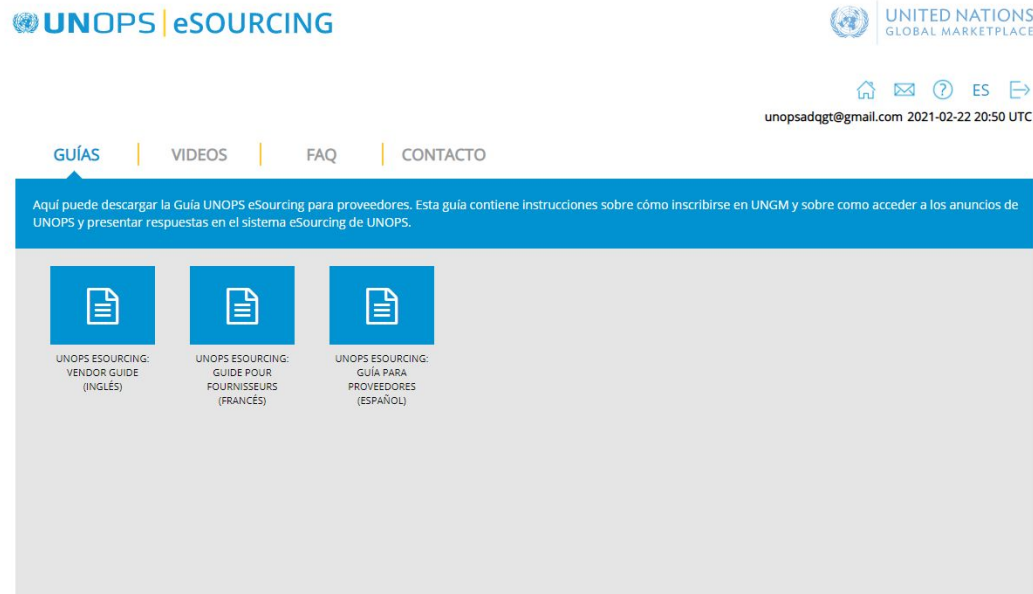 UNOPS eSOURCING
UNITED NATIONS
GLOBAL MARKETPLACE
ES
unopsadqgt@gmail.com 2021-02-22 20:50 UTC
GUÍAS VIDEOS FAQ CONTACTO
Aquí puede descargar la Guía UNOPS eSourcing para proveedores. Esta guía contiene instrucciones sobre cómo inscribirse en UNGM y sobre como acceder a los anuncios de
UNOPS y presentar respuestas en el sistema eSourcing de UNOPS.
UNOPS ESOURCING:
VENDOR GUIDE
(INGLÉS)
UNOPS ESOURCING:
GUIDE POUR
FOURNISSEURS
(FRANCÉS)
UNOPS ESOURCING:
GUÍA PARA
PROVEEDORES
(ESPAÑOL)